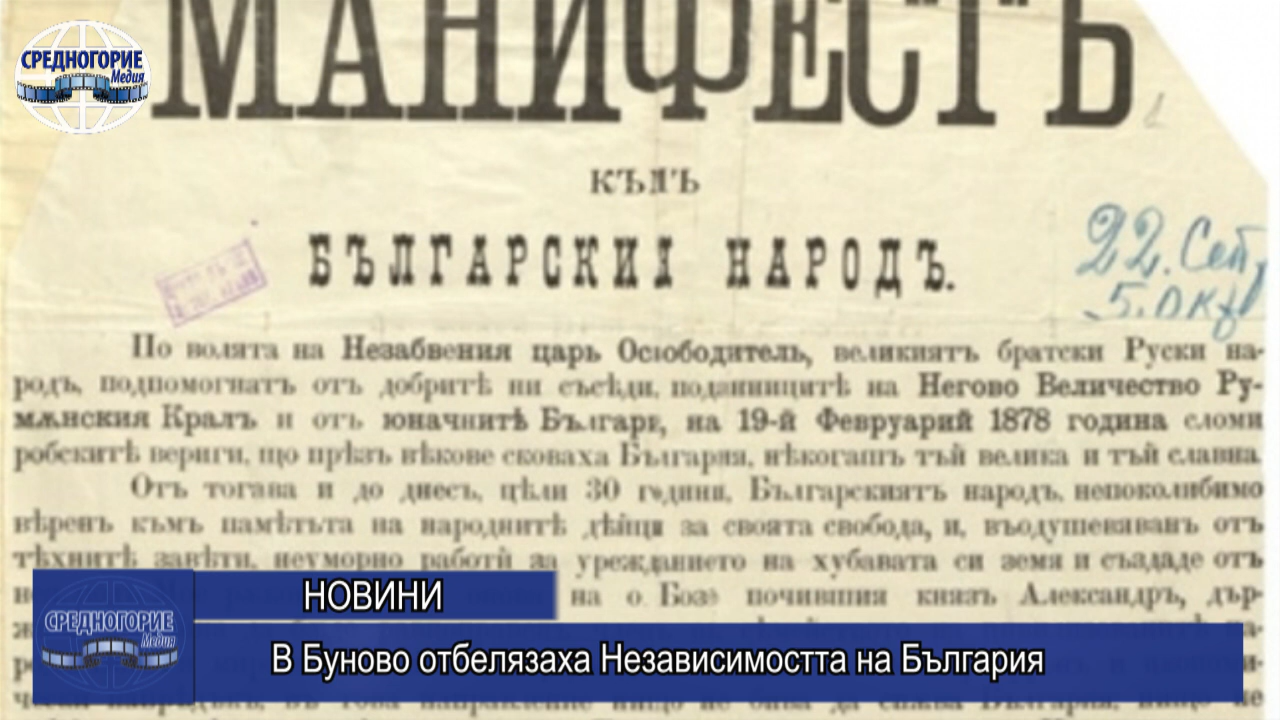 СРЕДНОГОРИЕ
Медия
МАНИФЕСТЪ
КЪМЪ
БЪЛГАРСКИЯ НАРОДЪ.
22. Сеп
5. Окт
По волята на Незабвения царь Освободитель, великиятъ братски Руски на-
родъ, подпомогнатъ отъ добритѣ ни съсѣди, поданницитѣ на Негово Величество Ру-
мѫнския Краль и отъ юначнитѣ Българи, на 19-й Февруарий 1878 година сломи
робскитѣ вериги, що прѣзъ вѣкове сковаха България, нѣкогашъ тъй велика и тъй славна
Отъ тогава и до днесъ, цѣли 30 години, Българскиятъ народъ, непоколибимо
вѣренъ към паметьта на народнитѣ дѣйци за своята свобода, и, въодушевяванъ отъ
тѣхнитѣ завѣти, неуморно работи за уреждането на хубавата си земя и създаде отъ
на о Бозѣ почившия князъ Александръ, дър-
НОВИНИ
СРЕДНОГОРИЕ
Медия
В Буново отбелязаха Независимостта на България